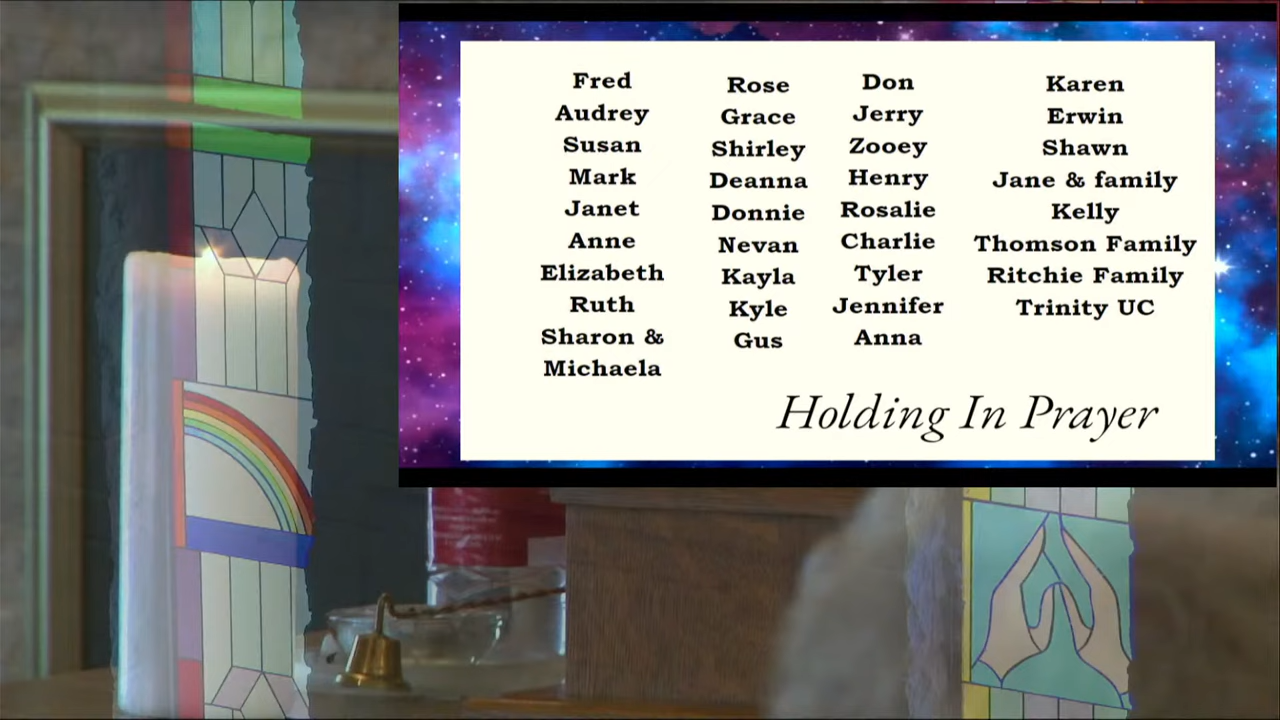 Fred
Audrey
Susan
Mark
Janet
Anne
Elizabeth
Ruth
Sharon &
Michaela
Rose
Grace
Shirley
Deanna
Donnie
Nevan
Kayla
Kyle
Gus
Don
Jerry
Zooey
Henry
Rosalie
Charlie
Tyler
Jennifer
Anna
Karen
Erwin
Shawn
Jane & family
Kelly
Thomson Family
Ritchie Family
Trinity UC
Holding In Prayer